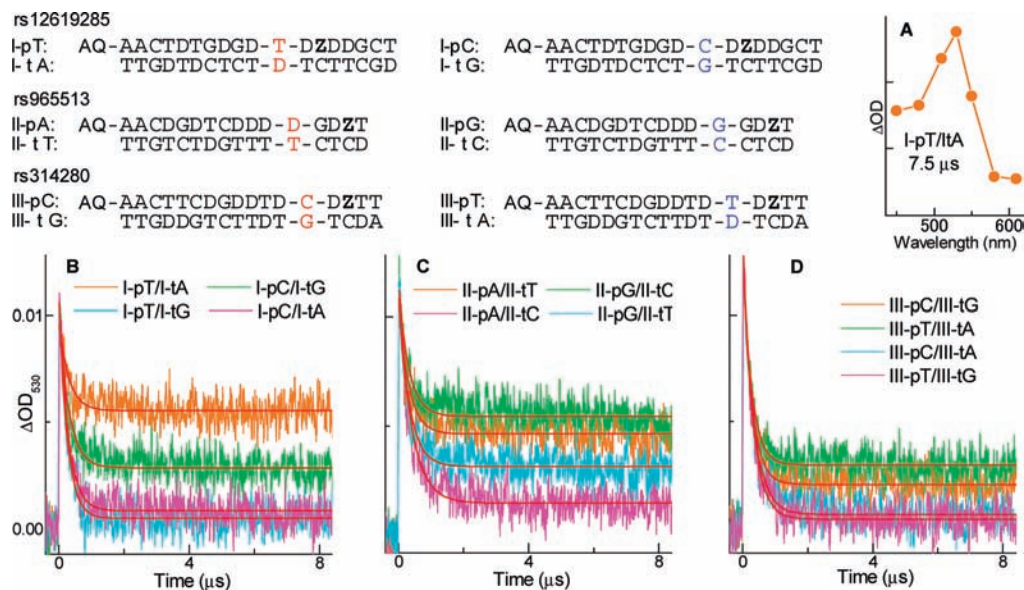 rs12619285
I-pT: AQ - AACTDTGDGD - T - DZDDGCT
I- t A: TTGDTDCTCT - D - TCTTCGD
I-pC: AQ - AACTDTGDGD - C - DZDDGCT
I- t G: TTGDTDCTCT - G - TCTTCGD
rs965513
II-pA: AQ - AACDGDTCDDD - D - GDZT
II- t T: TTGTCTDGTTT - T - CTCD
II-pG: AQ - AACDGDTCDDD - G - GDZT
II- t C: TTGTCTDGTTT - C - CTCD
rs314280
III-pC: AQ - AACTTCTDGDDTD - C - DZTT
III- t G: TTGDDGTCTTDTD - G - TCDA
III-pT: AQ - AACTTCTDGDDTD - T - DZTT
III- t A: TTGDDGTCTTDTD - D - TCDA
A
ΔOD
I-pT/ItA
7.5 μs
500 600
Wavelength (nm)
B
I-pT/I-tA
I-pC/I-tG
I-pT/I-tG
I-pC/I-tA
ΔOD530
0.01
0.00
0 4 8
Time (μs)
C
II-pA/II-tT
II-pG/II-tC
II-pA/II-tC
II-pG/II-tT
0 4 8
Time (μs)
D
III-pC/III-tG
III-pT/III-tA
III-pC/III-tA
III-pT/III-tG
0 4 8
Time (μs)